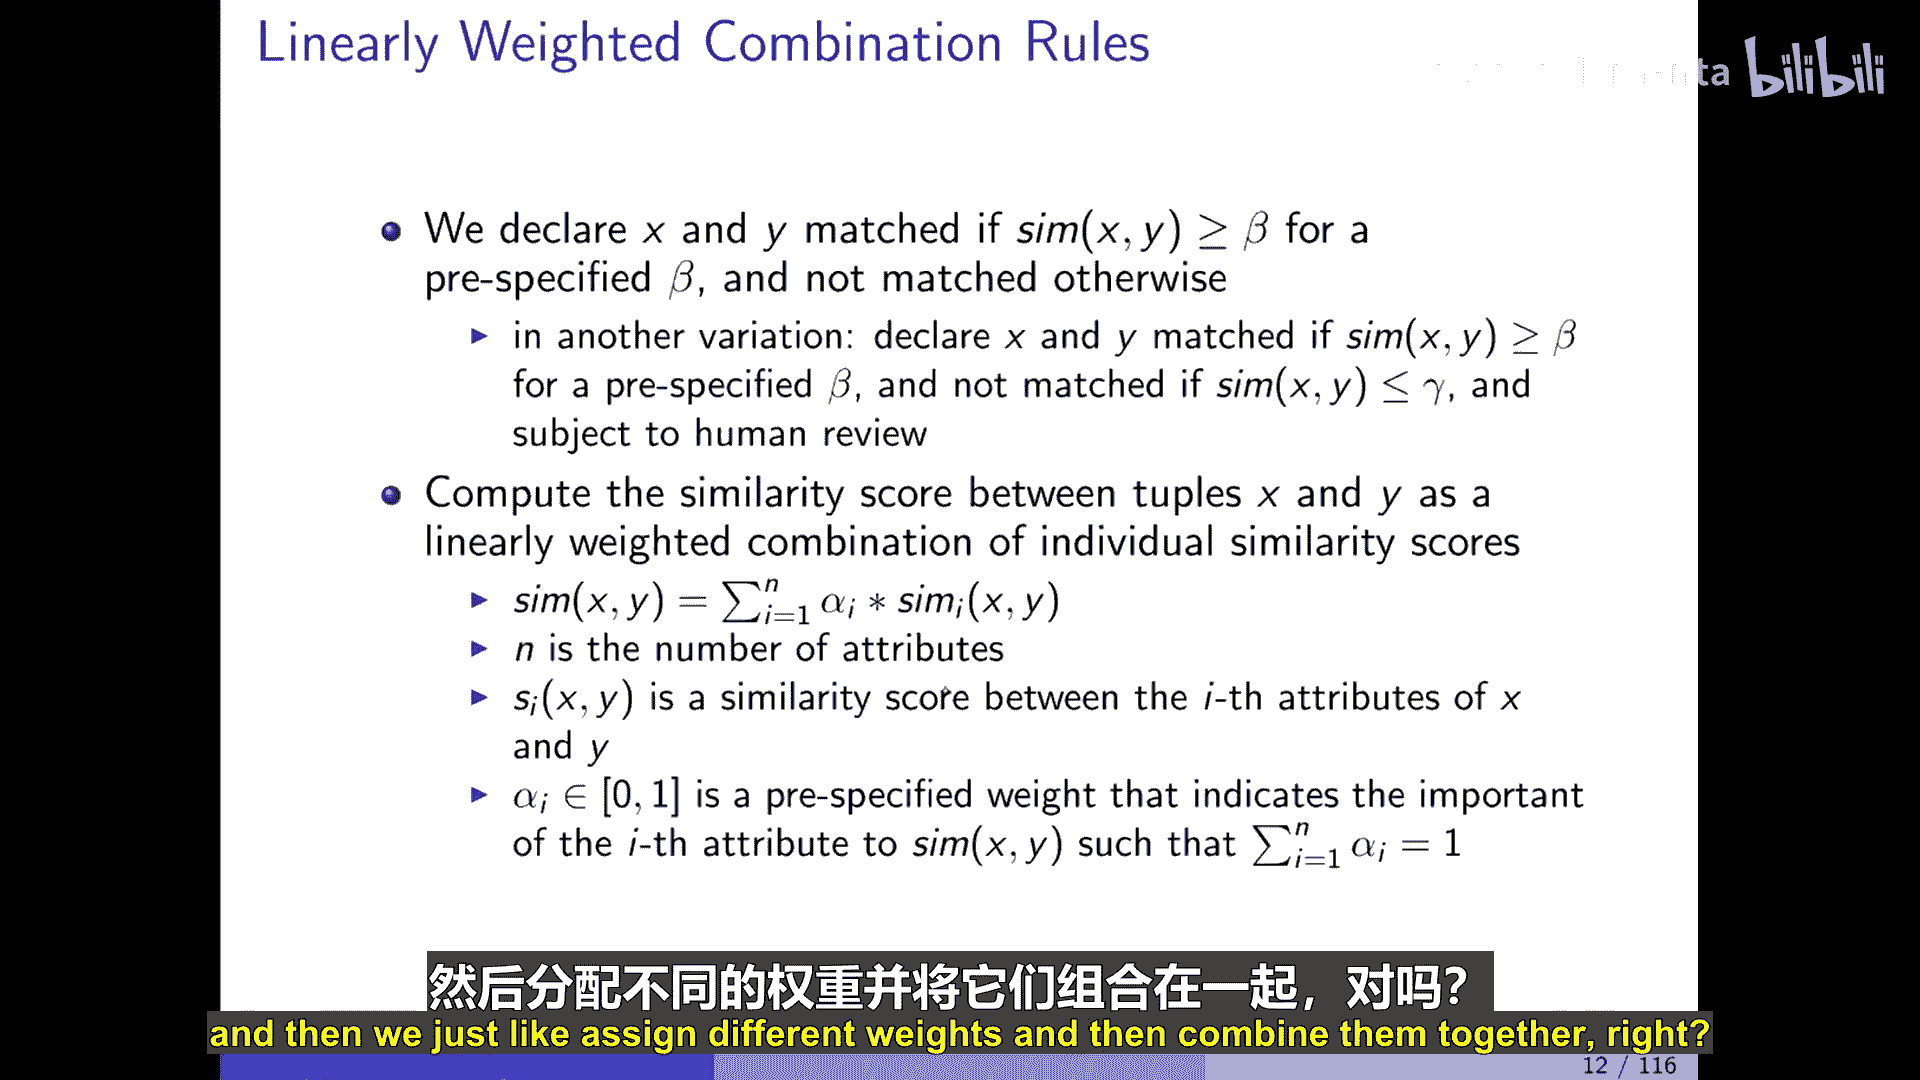 Linearly Weighted Combination Rules
ta bilibili
We declare x and y matched if sim(x, y) ≥ β for a
pre-specified β, and not matched otherwise
in another variation: declare x and y matched if sim(x, y) ≥ β
for a pre-specified β, and not matched if sim(x, y) ≤ γ, and
subject to human review
Compute the similarity score between tuples x and y as a
linearly weighted combination of individual similarity scores
sim(x, y) = ∑ⁿᵢ₌₁ αᵢ * simᵢ(x, y)
n is the number of attributes
sᵢ(x, y) is a similarity score between the i-th attributes of x
and y
αᵢ ∈ [0, 1] is a pre-specified weight that indicates the important
of the i-th attribute to sim(x, y) such that ∑ⁿᵢ₌₁ αᵢ = 1
然后分配不同的权重并将它们组合在一起，对吗？
and then we just like assign different weights and then combine them together, right?
12 / 116